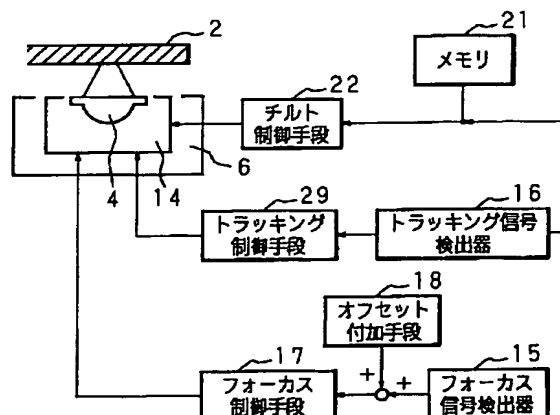 2
21
メモリ
22
チルト
制御手段
4
14
6
29
トラッキング
制御手段
16
トラッキング信号
検出器
18
オフセット
付加手段
17
フォーカス
制御手段
+
+
15
フォーカス
信号検出器